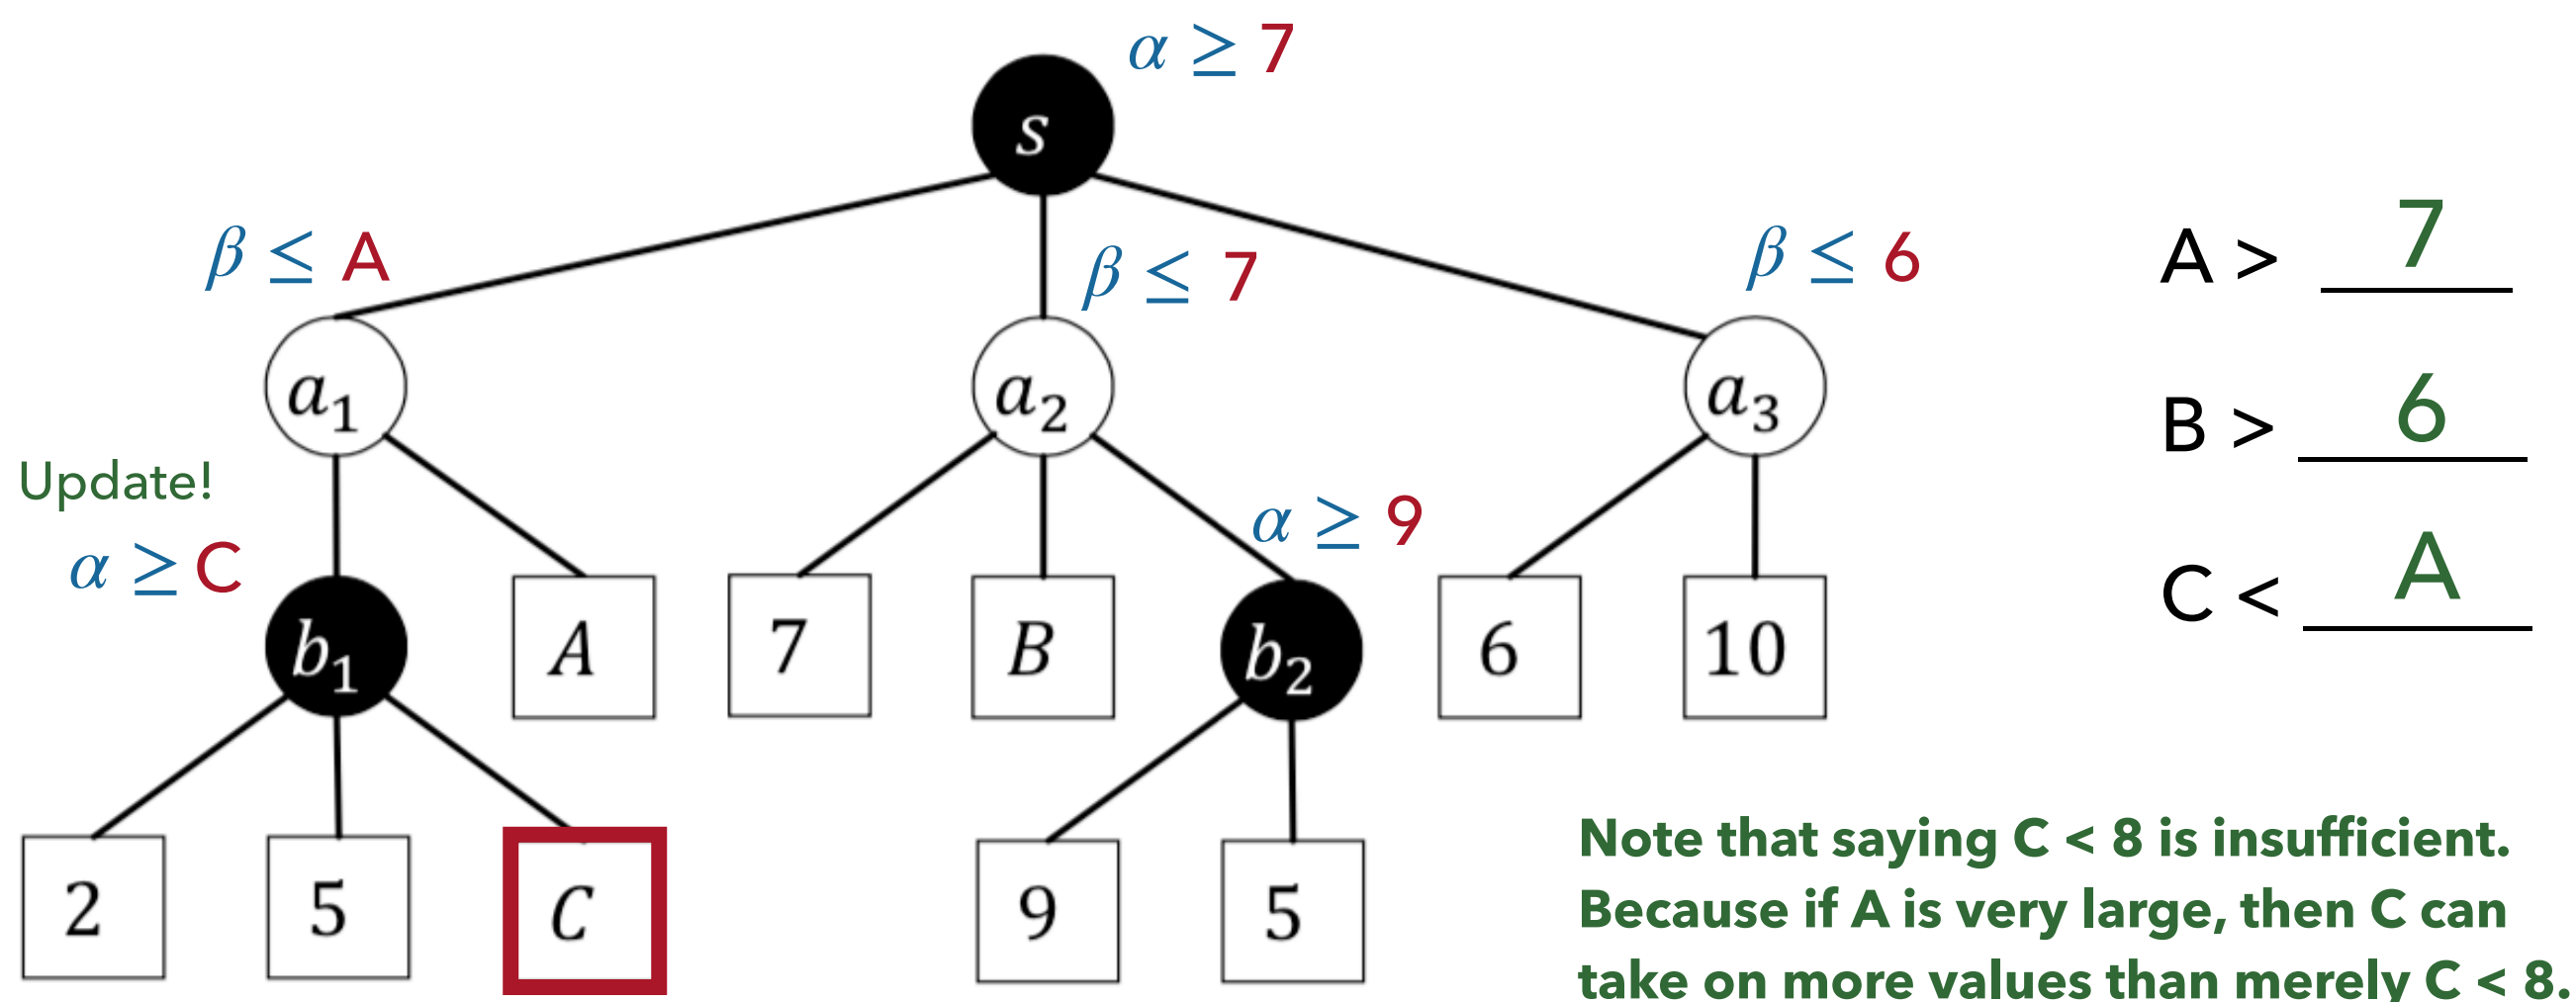 α ≥ 7
s
β ≤ A
β ≤ 7
β ≤ 6
A > 7
a₁
a₂
a₃
B > 6
Update!
α ≥ C
α ≥ 9
C < A
b₁
A
7
B
b₂
6
10
2
5
C
9
5
Note that saying C < 8 is insufficient.
Because if A is very large, then C can
take on more values than merely C < 8.